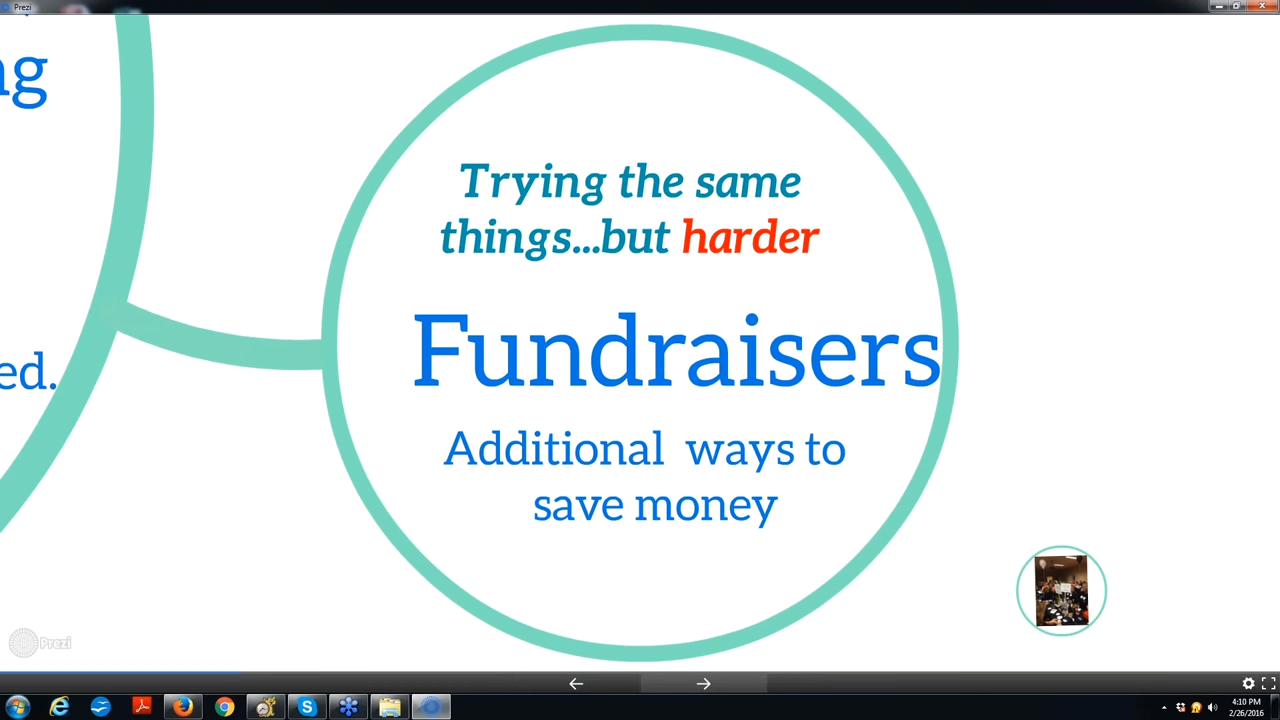 Prezi
ng
Trying the same
things...but harder
Fundraisers
ed.
Additional ways to
save money
Prezi
4:10 PM
2/26/2016